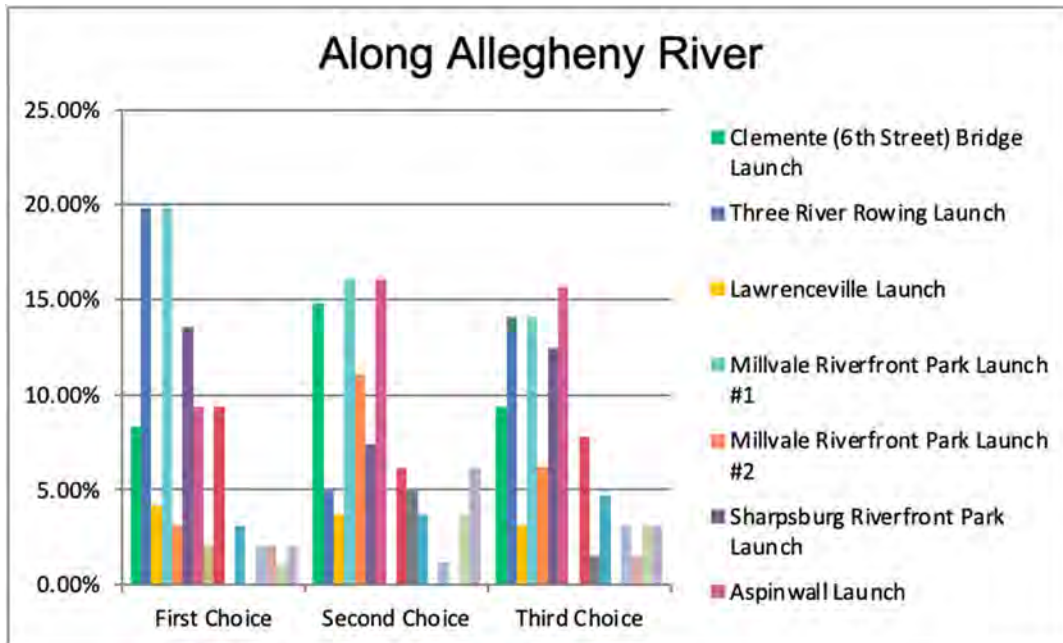 Along Allegheny River
25.00%
20.00%
15.00%
10.00%
5.00%
0.00%
First Choice
Second Choice
Third Choice
Clemente (6th Street) Bridge
Launch
Three River Rowing Launch
Lawrenceville Launch
Millvale Riverfront Park Launch
#1
Millvale Riverfront Park Launch
#2
Sharpsburg Riverfront Park
Launch
Aspinwall Launch